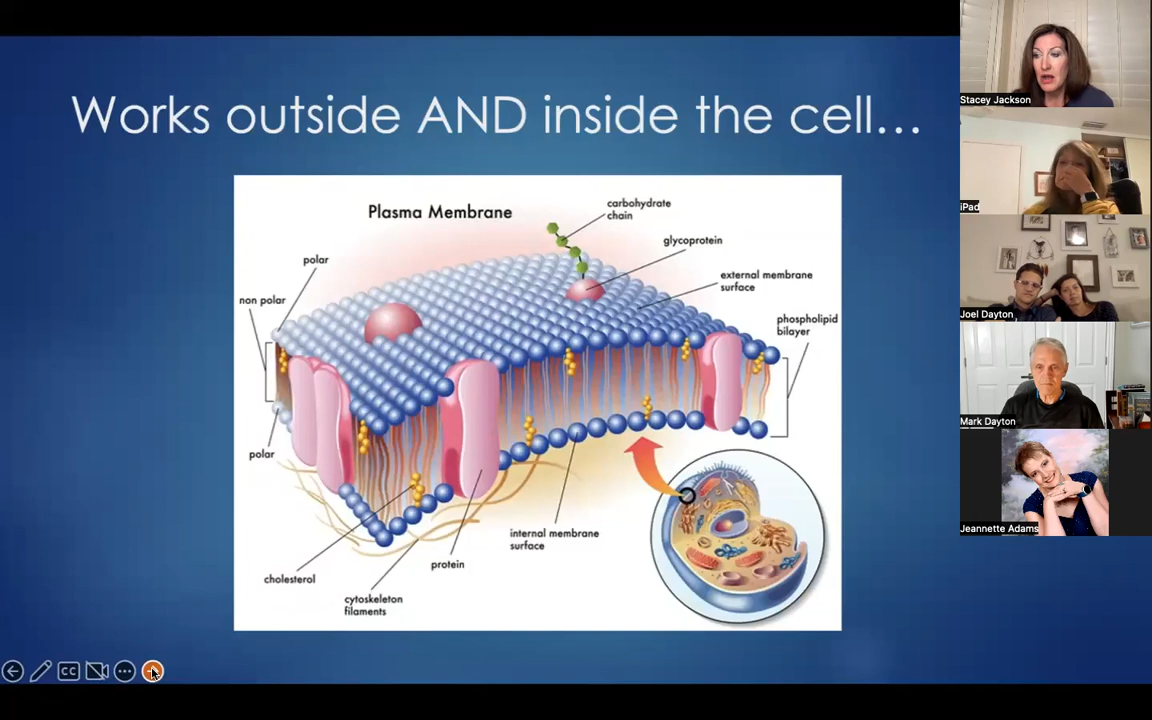 Works outside AND inside the cell…
Plasma Membrane
carbohydrate
chain
glycoprotein
polar
external membrane
surface
non polar
phospholipid
bilayer
polar
internal membrane
surface
protein
cholesterol
cytoskeleton
filaments
CC
Stacey Jackson
iPad
Joel Dayton
Mark Dayton
Jeannette Adams